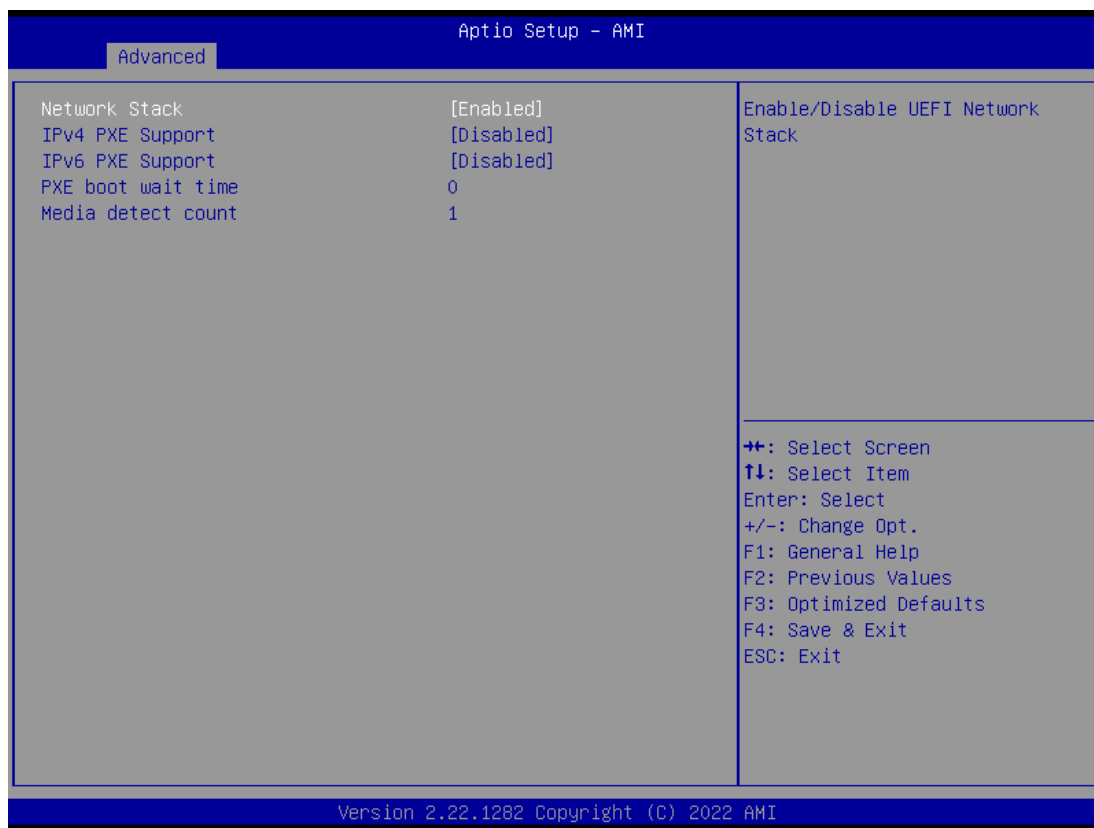 Aptio Setup – AMI
Advanced
Network Stack [Enabled]
IPv4 PXE Support [Disabled]
IPv6 PXE Support [Disabled]
PXE boot wait time 0
Media detect count 1
Enable/Disable UEFI Network
Stack
→←: Select Screen
↑↓: Select Item
Enter: Select
+/-: Change Opt.
F1: General Help
F2: Previous Values
F3: Optimized Defaults
F4: Save & Exit
ESC: Exit
Version 2.22.1282 Copyright (C) 2022 AMI